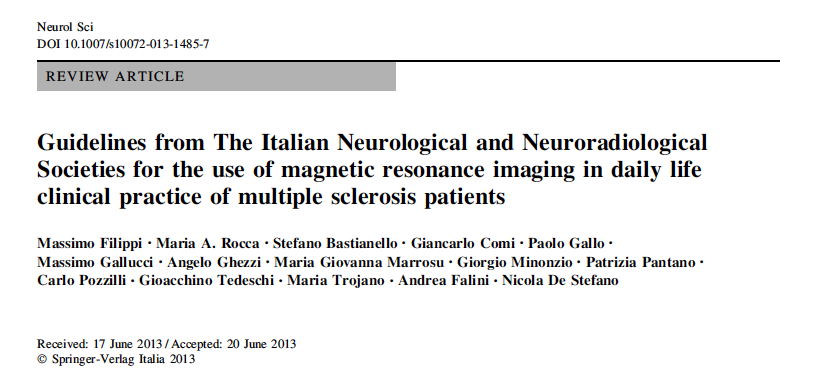 Neurol Sci
DOI 10.1007/s10072-013-1485-7
REVIEW ARTICLE
Guidelines from The Italian Neurological and Neuroradiological
Societies for the use of magnetic resonance imaging in daily life
clinical practice of multiple sclerosis patients
Massimo Filippi · Maria A. Rocca · Stefano Bastianello · Giancarlo Comi · Paolo Gallo ·
Massimo Gallucci · Angelo Ghezzi · Maria Giovanna Marrosu · Giorgio Minonzio · Patrizia Pantano ·
Carlo Pozzilli · Gioacchino Tedeschi · Maria Trojano · Andrea Falini · Nicola De Stefano
Received: 17 June 2013 / Accepted: 20 June 2013
© Springer-Verlag Italia 2013